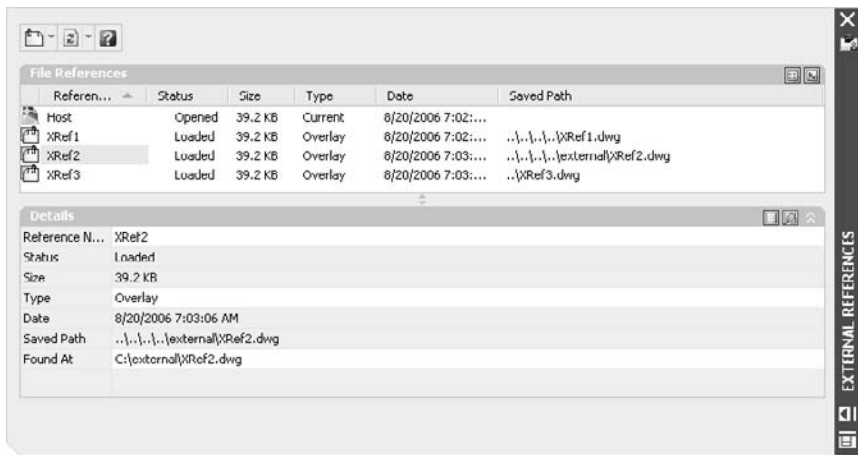 File References
Referen... Status Size Type Date Saved Path
Host Opened 39.2 KB Current 8/20/2006 7:02:...
XRef1 Loaded 39.2 KB Overlay 8/20/2006 7:02:... ..\..\..\..\XRef1.dwg
XRef2 Loaded 39.2 KB Overlay 8/20/2006 7:03:... ..\..\..\..\external\XRef2.dwg
XRef3 Loaded 39.2 KB Overlay 8/20/2006 7:03:... ..\XRef3.dwg
Details
Reference N... XRef2
Status Loaded
Size 39.2 KB
Type Overlay
Date 8/20/2006 7:03:06 AM
Saved Path ..\..\..\..\external\XRef2.dwg
Found At C:\external\XRef2.dwg
EXTERNAL REFERENCES